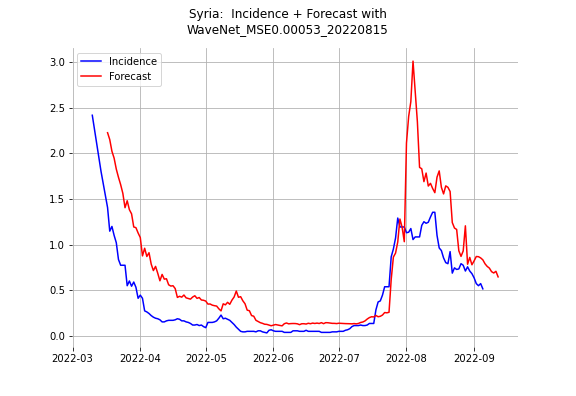 Syria:  Incidence + Forecast with
WaveNet_MSE0.00053_20220815
Incidence
Forecast
3.0
2.5
2.0
1.5
1.0
0.5
0.0
2022-03 2022-04 2022-05 2022-06 2022-07 2022-08 2022-09